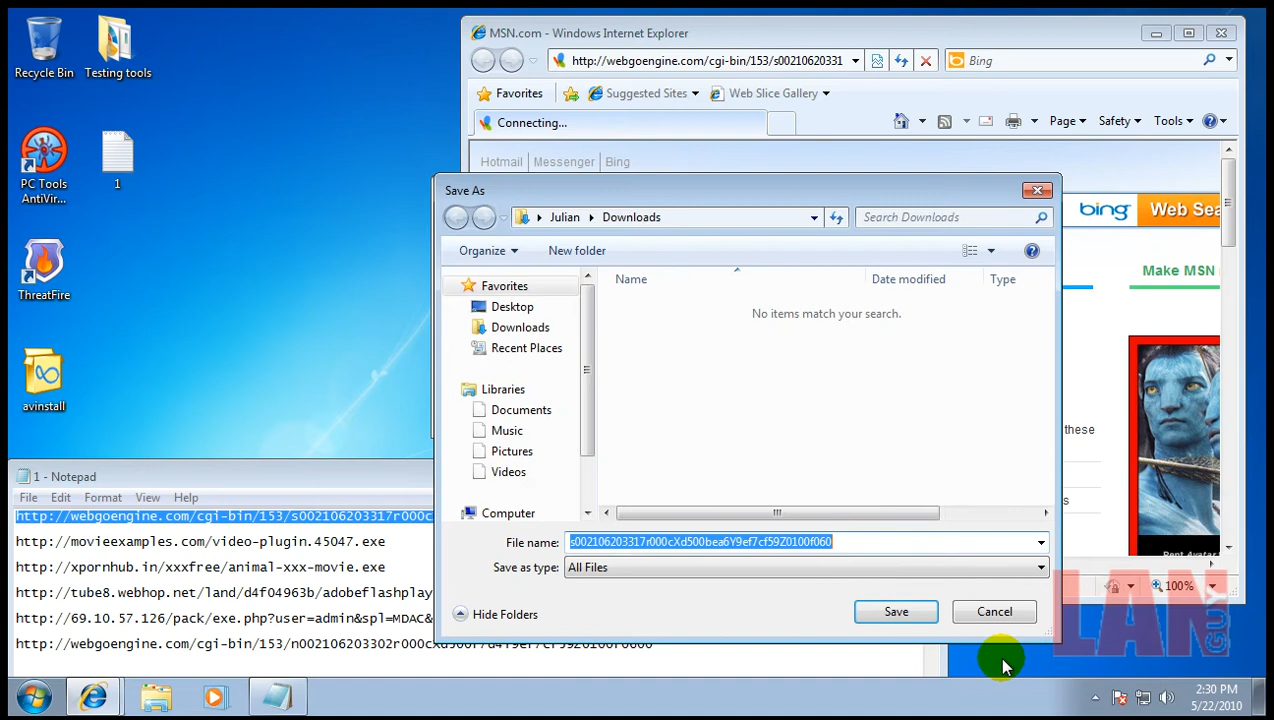 Recycle Bin
Testing tools
PC Tools
AntiVir...
1
ThreatFire
avinstall
MSN.com - Windows Internet Explorer
http://webgoengine.com/cgi-bin/153/s00210620331
Bing
Favorites
Suggested Sites
Web Slice Gallery
Connecting...
Page
Safety
Tools
Hotmail
Messenger
Bing
bing
Web Sea
Make MSN
these
100%
Save As
Julian
Downloads
Search Downloads
Organize
New folder
Name
Date modified
Type
No items match your search.
Favorites
Desktop
Downloads
Recent Places
Libraries
Documents
Music
Pictures
Videos
Computer
File name:
s002106203317r000cXd500bea6Y9ef7cf59Z0100f060
Save as type:
All Files
Hide Folders
Save
Cancel
1 - Notepad
File Edit Format View Help
http://webgoengine.com/cgi-bin/153/s002106203317r000c
http://movieexamples.com/video-plugin.45047.exe
http://xpornhub.in/xxxfree/animal-xxx-movie.exe
http://tube8.webhop.net/land/d4f04963b/adobeflashplay
http://69.10.57.126/pack/exe.php?user=admin&spl=MDAC&
LAN
GUY
2:30 PM
5/22/2010